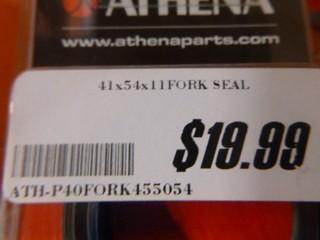 ATHENA
www.athenaparts.com
41x54x11FORK SEAL
$19.99
ATH-P40FORK455054